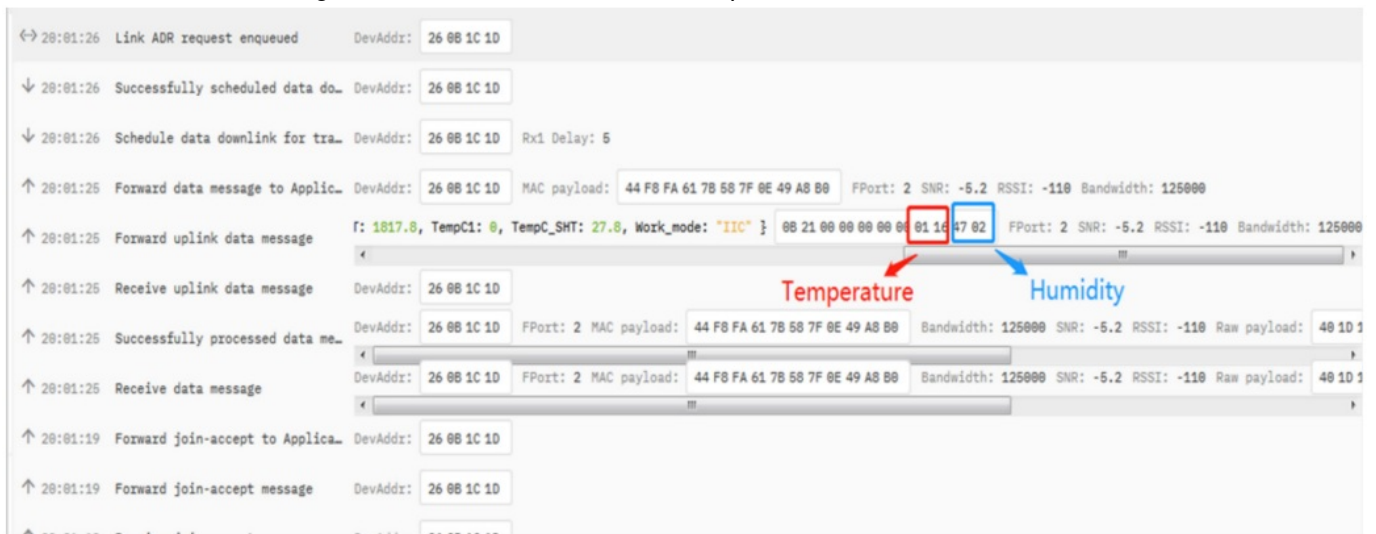 20:01:26 Link ADR request enqueued DevAddr: 26 0B 1C 1D
20:01:26 Successfully scheduled data do… DevAddr: 26 0B 1C 1D
20:01:26 Schedule data downlink for tra… DevAddr: 26 0B 1C 1D Rx1 Delay: 5
20:01:25 Forward data message to Applic… DevAddr: 26 0B 1C 1D MAC payload: 44 F8 FA 61 7B 58 7F 0E 49 A8 B0 FPort: 2 SNR: -5.2 RSSI: -110 Bandwidth: 125000
20:01:25 Forward uplink data message : 1817.8, TempC1: 0, TempC_SHT: 27.8, Work_mode: "IIC" } 0B 21 00 00 00 00 00 01 16 47 02 FPort: 2 SNR: -5.2 RSSI: -110 Bandwidth: 125000
20:01:25 Receive uplink data message DevAddr: 26 0B 1C 1D
Temperature Humidity
20:01:25 Successfully processed data me… DevAddr: 26 0B 1C 1D FPort: 2 MAC payload: 44 F8 FA 61 7B 58 7F 0E 49 A8 B0 Bandwidth: 125000 SNR: -5.2 RSSI: -110 Raw payload: 40 1D
20:01:25 Receive data message DevAddr: 26 0B 1C 1D FPort: 2 MAC payload: 44 F8 FA 61 7B 58 7F 0E 49 A8 B0 Bandwidth: 125000 SNR: -5.2 RSSI: -110 Raw payload: 40 1D
20:01:19 Forward join-accept to Applica… DevAddr: 26 0B 1C 1D
20:01:19 Forward join-accept message DevAddr: 26 0B 1C 1D